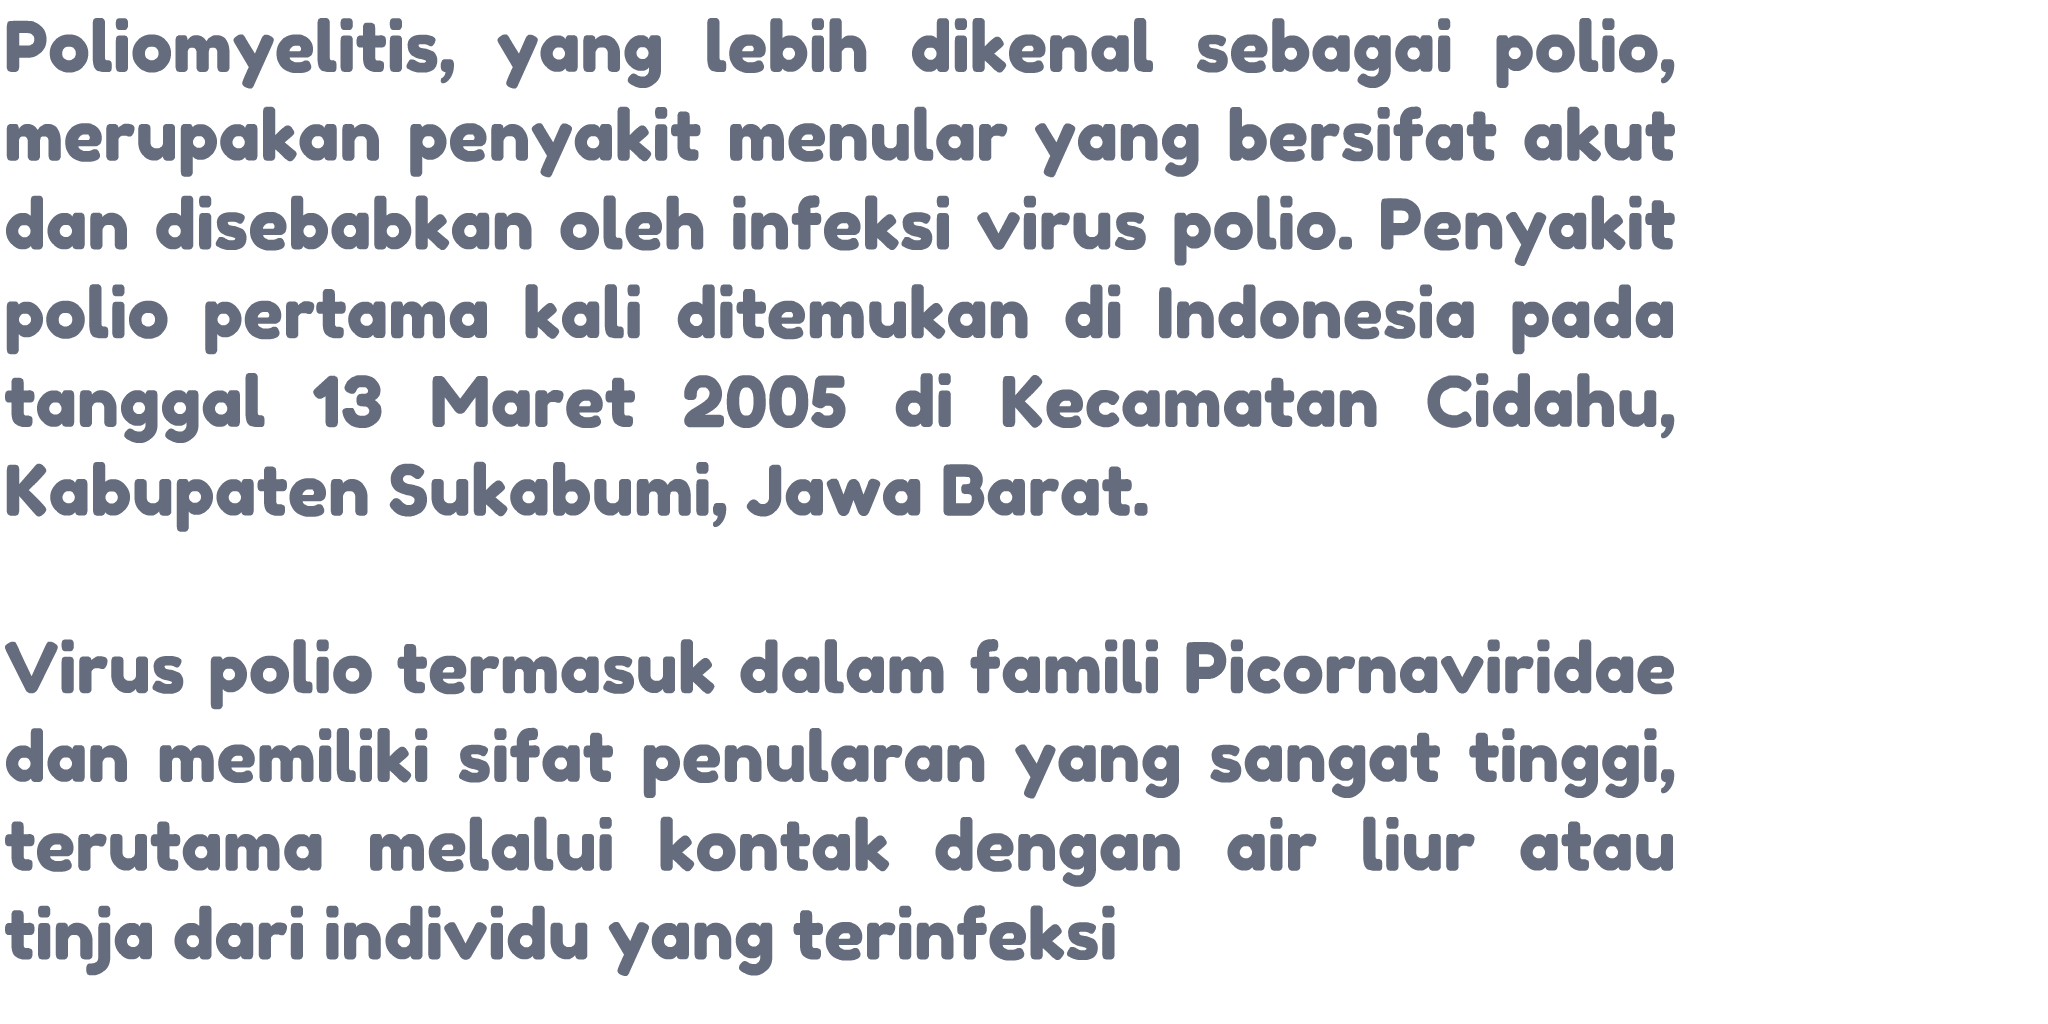 Poliomyelitis, yang lebih dikenal sebagai polio,
merupakan penyakit menular yang bersifat akut
dan disebabkan oleh infeksi virus polio. Penyakit
polio pertama kali ditemukan di Indonesia pada
tanggal 13 Maret 2005 di Kecamatan Cidahu,
Kabupaten Sukabumi, Jawa Barat.
Virus polio termasuk dalam famili Picornaviridae
dan memiliki sifat penularan yang sangat tinggi,
terutama melalui kontak dengan air liur atau
tinja dari individu yang terinfeksi